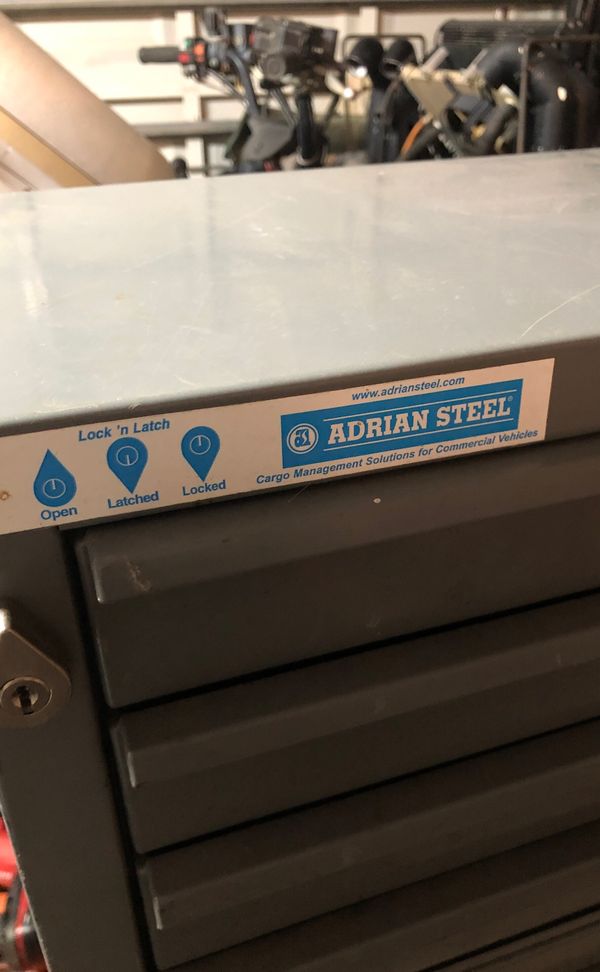 www.adriansteel.com
Lock 'n Latch
ADRIAN STEEL®
Open
Latched
Locked
Cargo Management Solutions for Commercial Vehicles